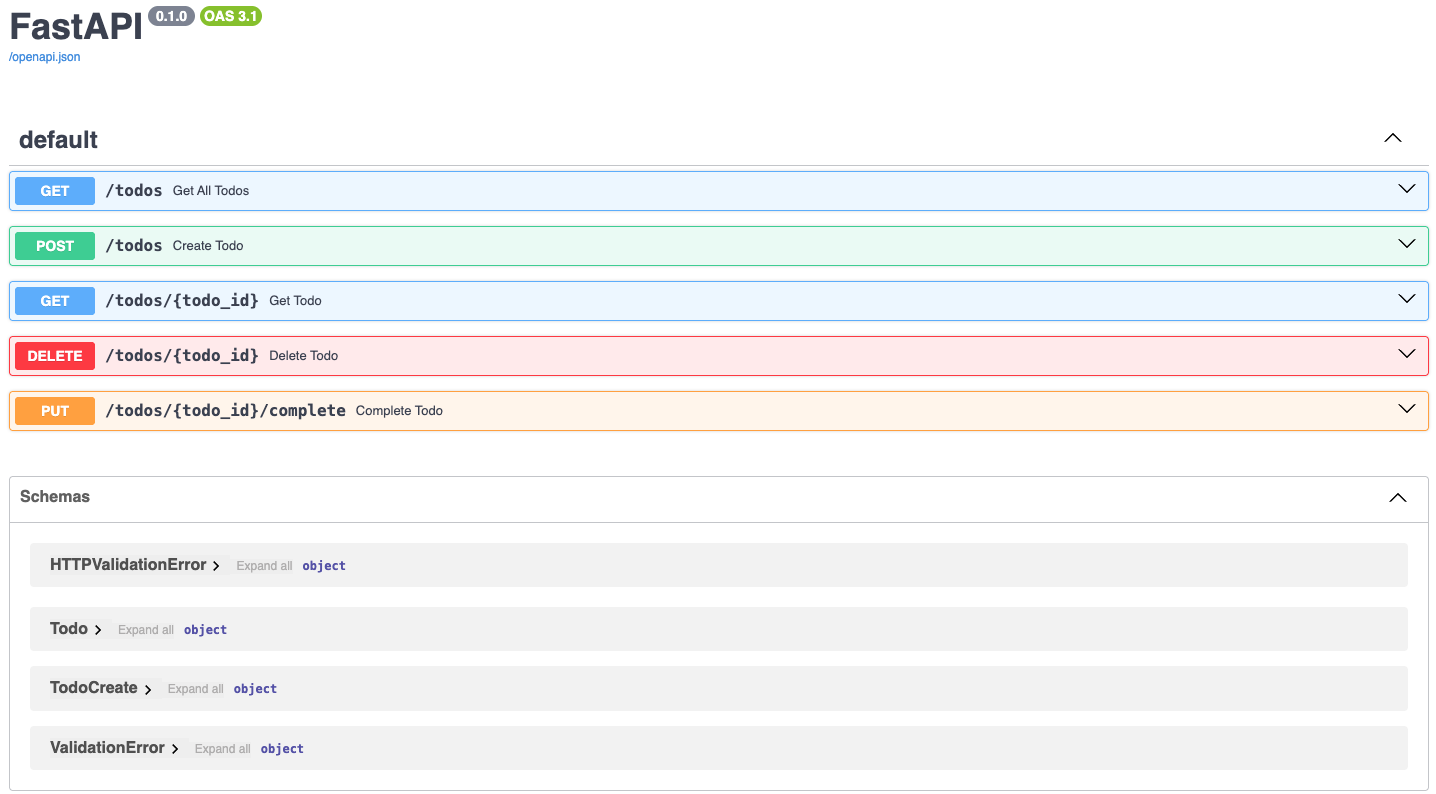 FastAPI 0.1.0 OAS 3.1
/openapi.json
default
GET /todos Get All Todos
POST /todos Create Todo
GET /todos/{todo_id} Get Todo
DELETE /todos/{todo_id} Delete Todo
PUT /todos/{todo_id}/complete Complete Todo
Schemas
HTTPValidationError Expand all object
Todo Expand all object
TodoCreate Expand all object
ValidationError Expand all object